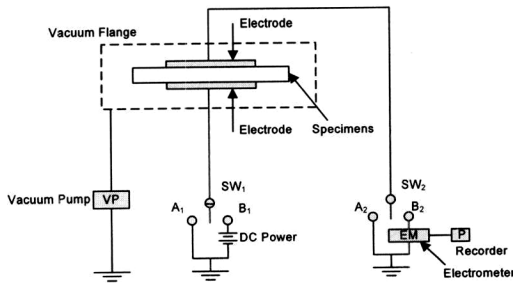 Electrode
Vacuum Flange
Electrode
Specimens
SW₁
SW₂
Vacuum Pump
VP
A₁
B₁
A₂
B₂
DC Power
EM
P
Recorder
Electrometer